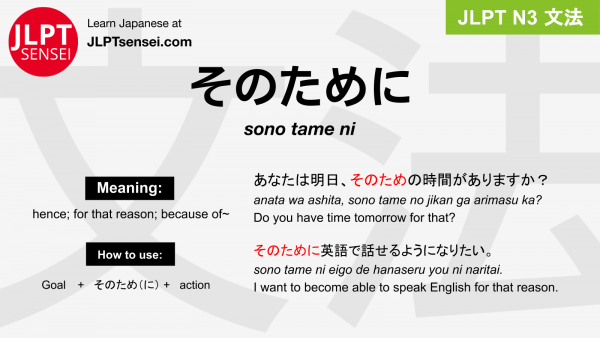 JLPT
SENSEI
Learn Japanese at
JLPTsensei.com
JLPT N3 文法
文法
そのために
sono tame ni
Meaning:
hence; for that reason; because of~
How to use:
Goal + そのため（に）+ action
あなたは明日、そのための時間がありますか？
anata wa ashita, sono tame no jikan ga arimasu ka?
Do you have time tomorrow for that?
そのために英語で話せるようになりたい。
sono tame ni eigo de hanaseru you ni naritai.
I want to become able to speak English for that reason.